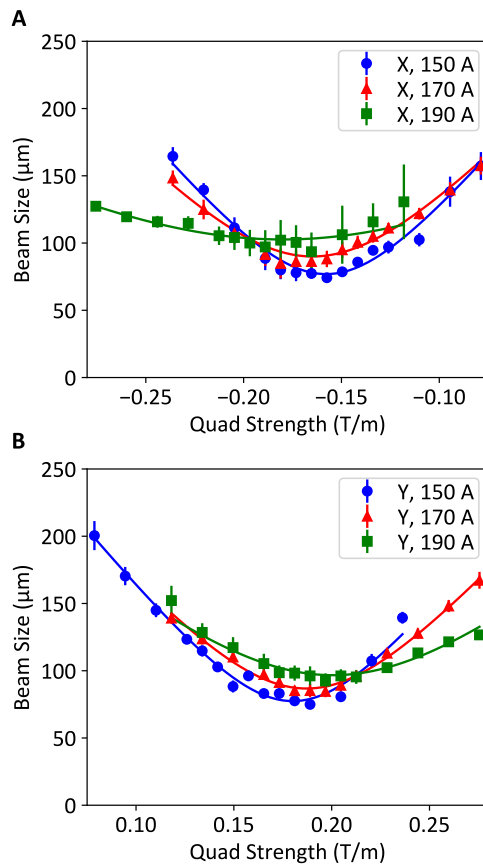 A
X, 150 A
X, 170 A
X, 190 A
250
200
150
100
50
0
−0.25
−0.20
−0.15
−0.10
Beam Size (μm)
Quad Strength (T/m)
B
Y, 150 A
Y, 170 A
Y, 190 A
250
200
150
100
50
0
0.10
0.15
0.20
0.25
Beam Size (μm)
Quad Strength (T/m)